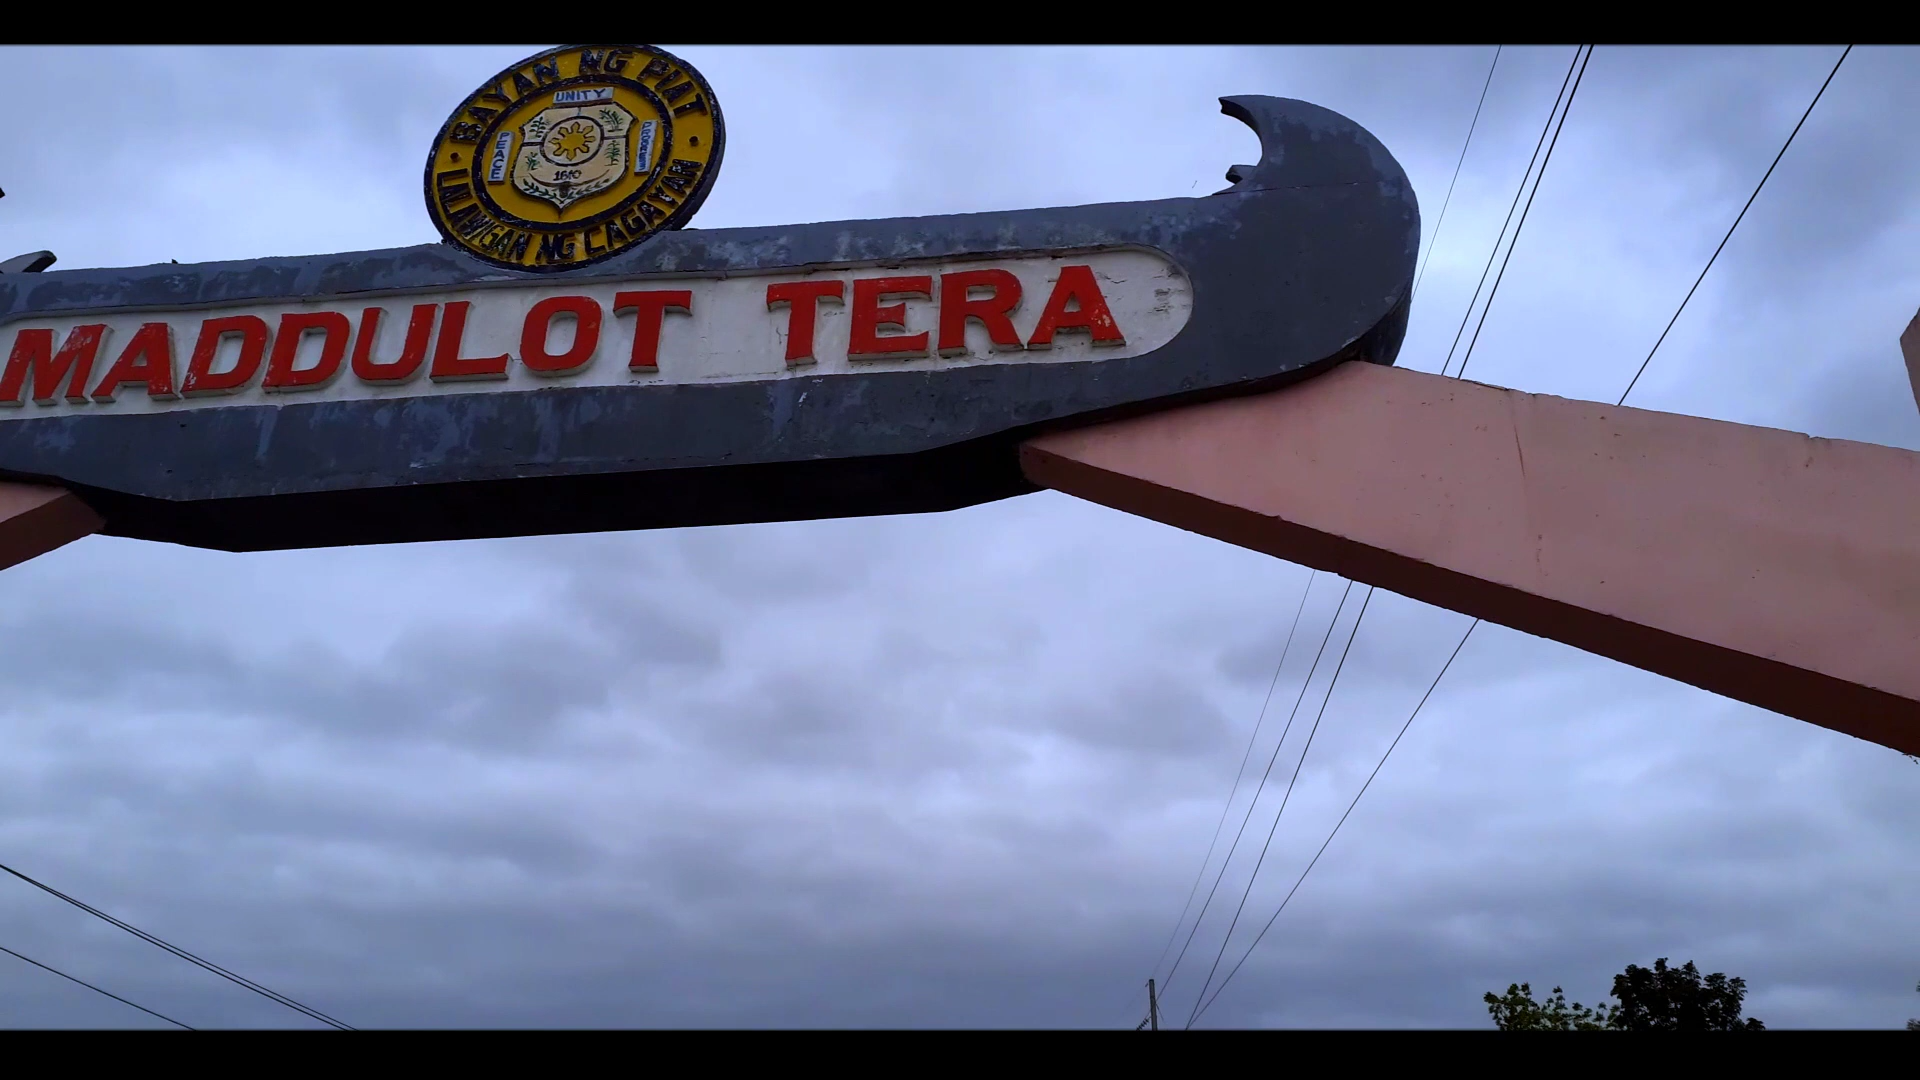 BAYAN NG PIAT
UNITY
PEACE
PROGRESS
1610
LALAWIGAN NG CAGAYAN
MADDULOT TERA